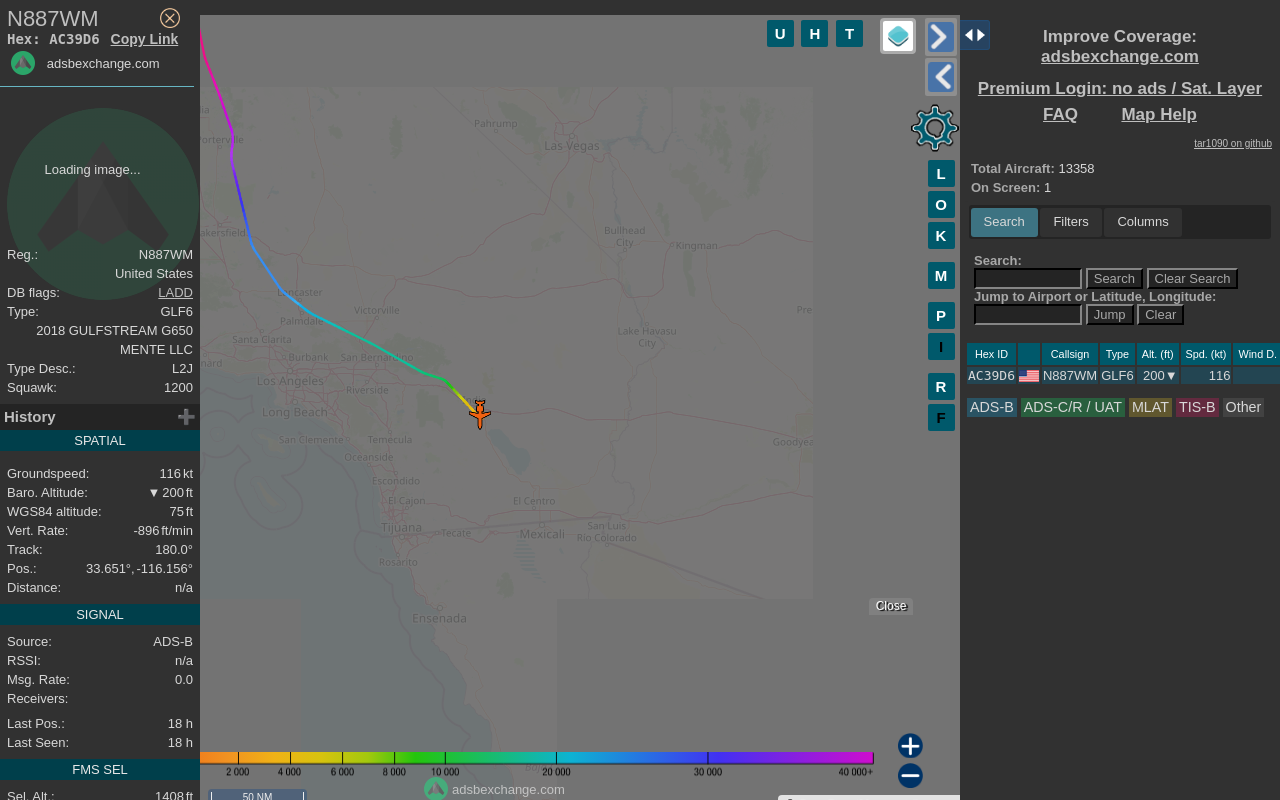 N887WM
Hex: AC39D6 Copy Link
adsbexchange.com
Loading image...
Reg.: N887WM
United States
DB flags: LADD
Type: GLF6
2018 GULFSTREAM G650
MENTE LLC
Type Desc.: L2J
Squawk: 1200
History
SPATIAL
Groundspeed: 116 kt
Baro. Altitude: ▼ 200 ft
WGS84 altitude: 75 ft
Vert. Rate: -896 ft/min
Track: 180.0°
Pos.: 33.651°, -116.156°
Distance: n/a
SIGNAL
Source: ADS-B
RSSI: n/a
Msg. Rate: 0.0
Receivers:
Last Pos.: 18 h
Last Seen: 18 h
FMS SEL
Sel. Alt.: 1408 ft
U H T
L
O
K
M
P
I
R
F
Pahrump
Las Vegas
Bullhead
City
Kingman
Lancaster
Palmdale
Victorville
Lake Havasu
City
Santa Clarita
Burbank
San Bernardino
Los Angeles
Riverside
Long Beach
San Clemente
Temecula
Oceanside
Escondido
El Cajon
El Centro
Tijuana
Tecate
Mexicali
San Luis
Río Colorado
Rosarito
Ensenada
Close
2 000 4 000 6 000 8 000 10 000 20 000 30 000 40 000+
adsbexchange.com
50 NM
Improve Coverage:
adsbexchange.com
Premium Login: no ads / Sat. Layer
FAQ Map Help
tar1090 on github
Total Aircraft: 13358
On Screen: 1
Search Filters Columns
Search:
Search Clear Search
Jump to Airport or Latitude, Longitude:
Jump Clear
Hex ID Callsign Type Alt. (ft) Spd. (kt) Wind D.
AC39D6 N887WM GLF6 200▼ 116
ADS-B ADS-C/R / UAT MLAT TIS-B Other